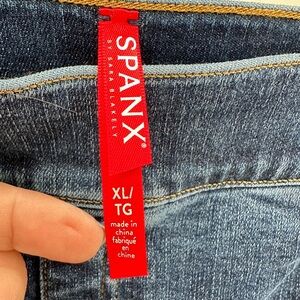 SPANX®
BY SARA BLAKELY
XL/
TG
made in
china
fabriqué
en
chine